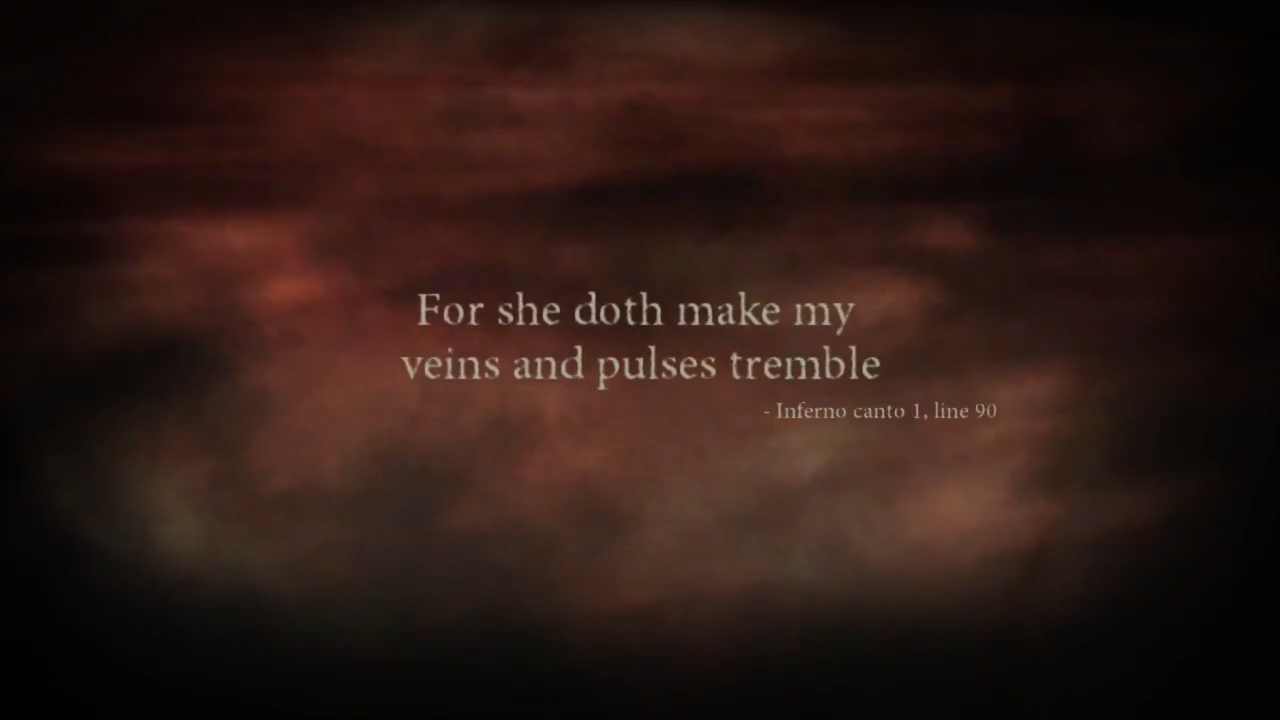 For she doth make my
veins and pulses tremble
- Inferno canto 1, line 90